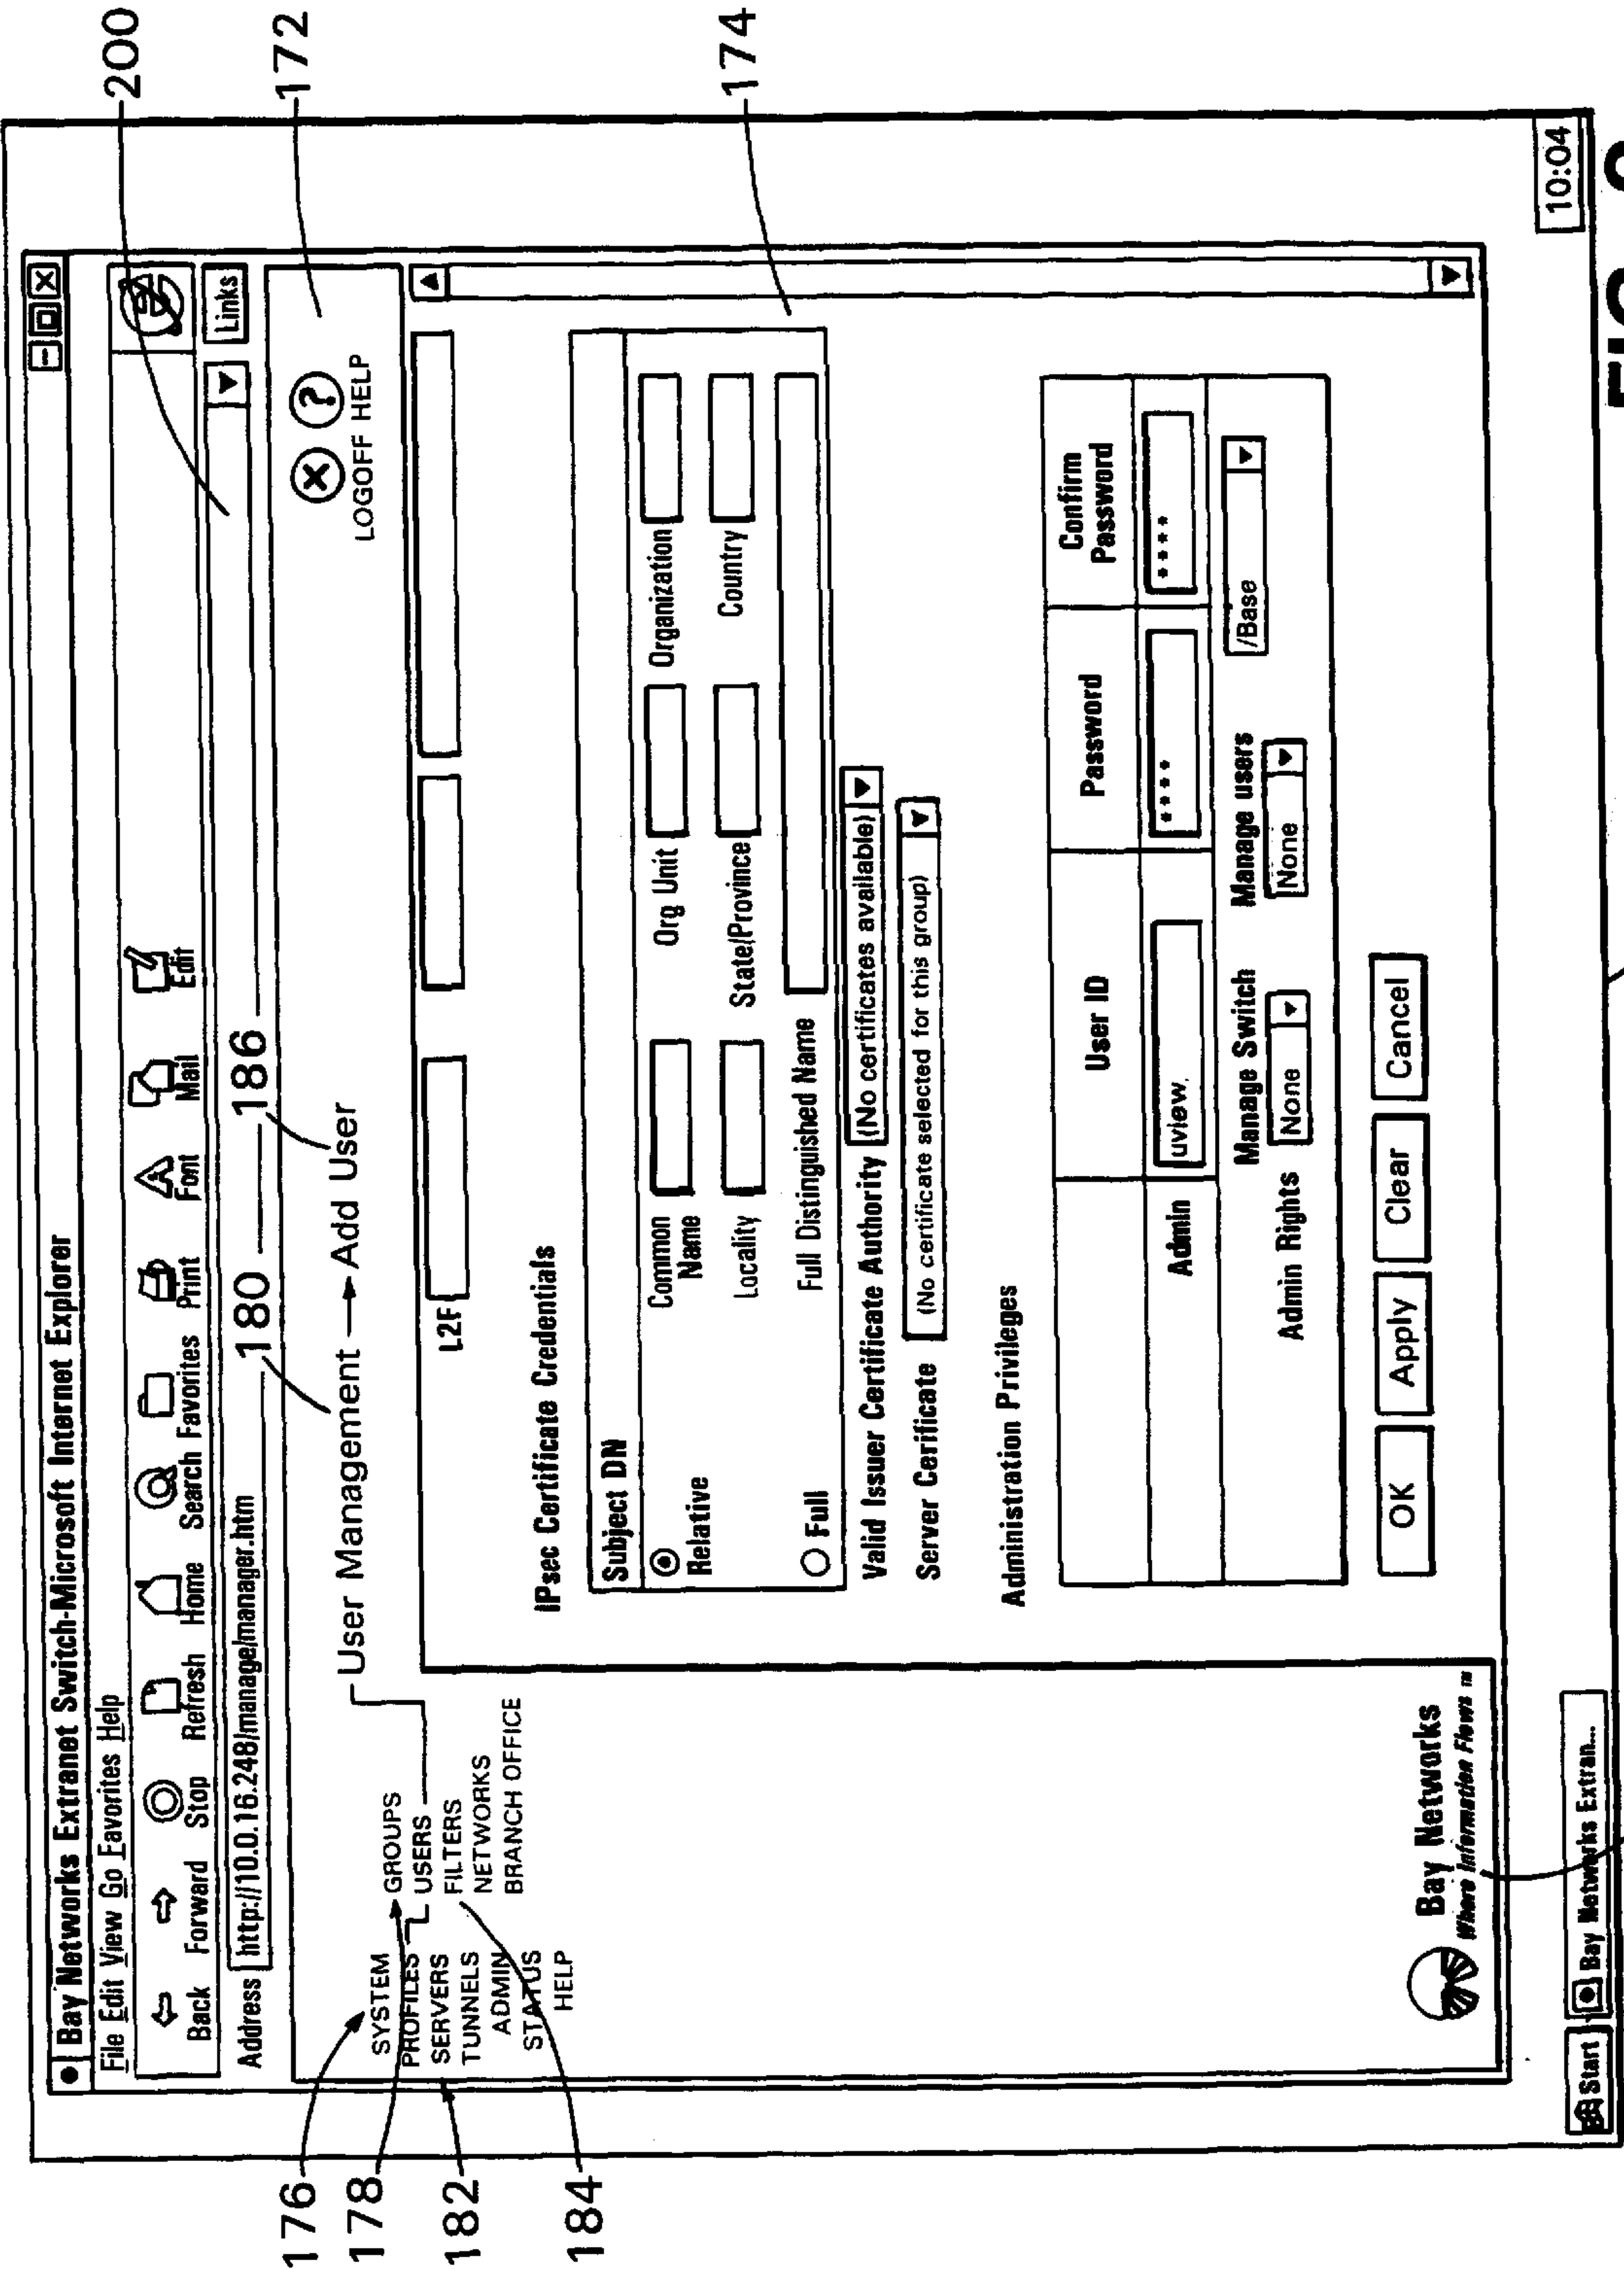 200
172
174
Bay Networks Extranet Switch-Microsoft Internet Explorer
File Edit View Go Favorites Help
Back Forward Stop Refresh Home Search Favorites Print Font Mail Edit
Address http://10.0.16.248/manage/manager.htm Links
180
186
176
178
182
184
SYSTEM
PROFILES
SERVERS
TUNNELS
ADMIN
STATUS
HELP
GROUPS
USERS
FILTERS
NETWORKS
BRANCH OFFICE
User Management Add User
LOGOFF HELP
L2F
IPsec Certificate Credentials
Subject DN
Relative
Common Name
Org Unit
Organization
Locality
State/Province
Country
Full
Full Distinguished Name
Valid Issuer Certificate Authority (No certificates available)
Server Cerificate (No certificate selected for this group)
Administration Privileges
User ID
Password
Confirm Password
Admin
uview
*****
*****
Admin Rights
Manage Switch
None
Manage users
None
/Base
OK Apply Clear Cancel
Bay Networks
Where Information Flows ™
Start
Bay Networks Extran...
10:04